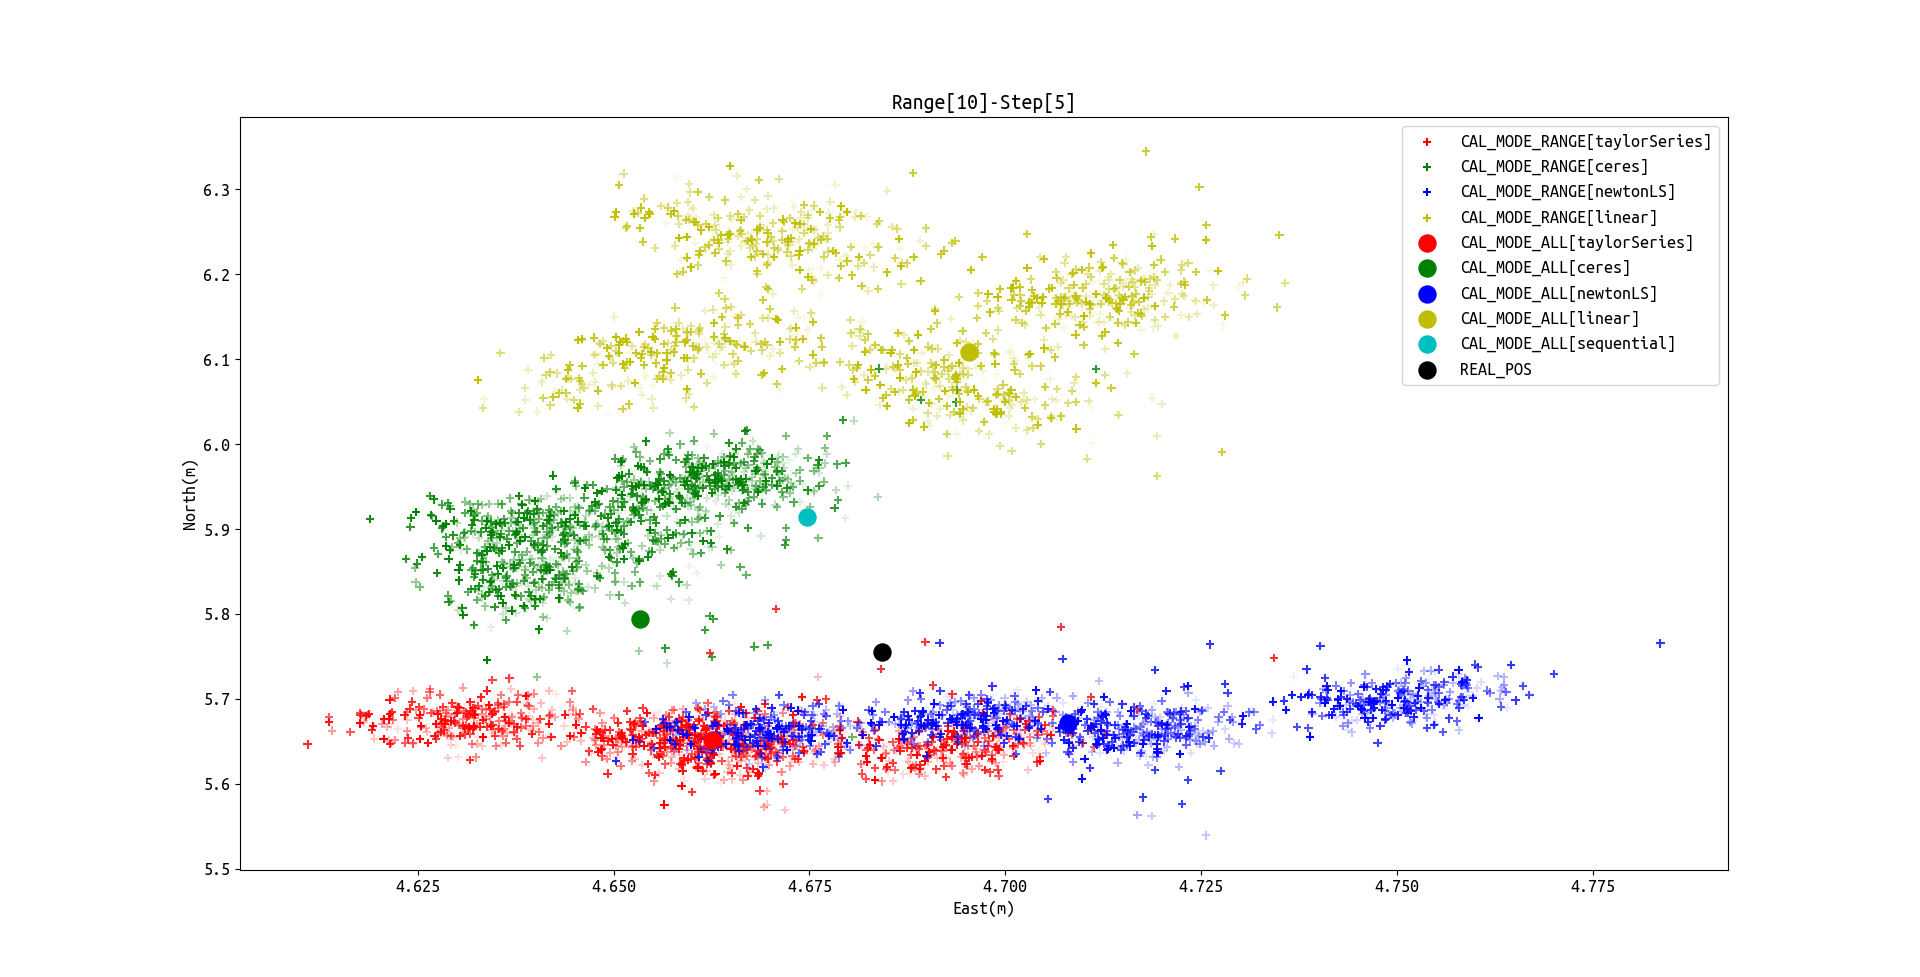 Range[10]-Step[5]
CAL_MODE_RANGE[taylorSeries]
CAL_MODE_RANGE[ceres]
CAL_MODE_RANGE[newtonLS]
CAL_MODE_RANGE[linear]
CAL_MODE_ALL[taylorSeries]
CAL_MODE_ALL[ceres]
CAL_MODE_ALL[newtonLS]
CAL_MODE_ALL[linear]
CAL_MODE_ALL[sequential]
REAL_POS
North(m)
6.3
6.2
6.1
6.0
5.9
5.8
5.7
5.6
5.5
4.625 4.650 4.675 4.700 4.725 4.750 4.775
East(m)